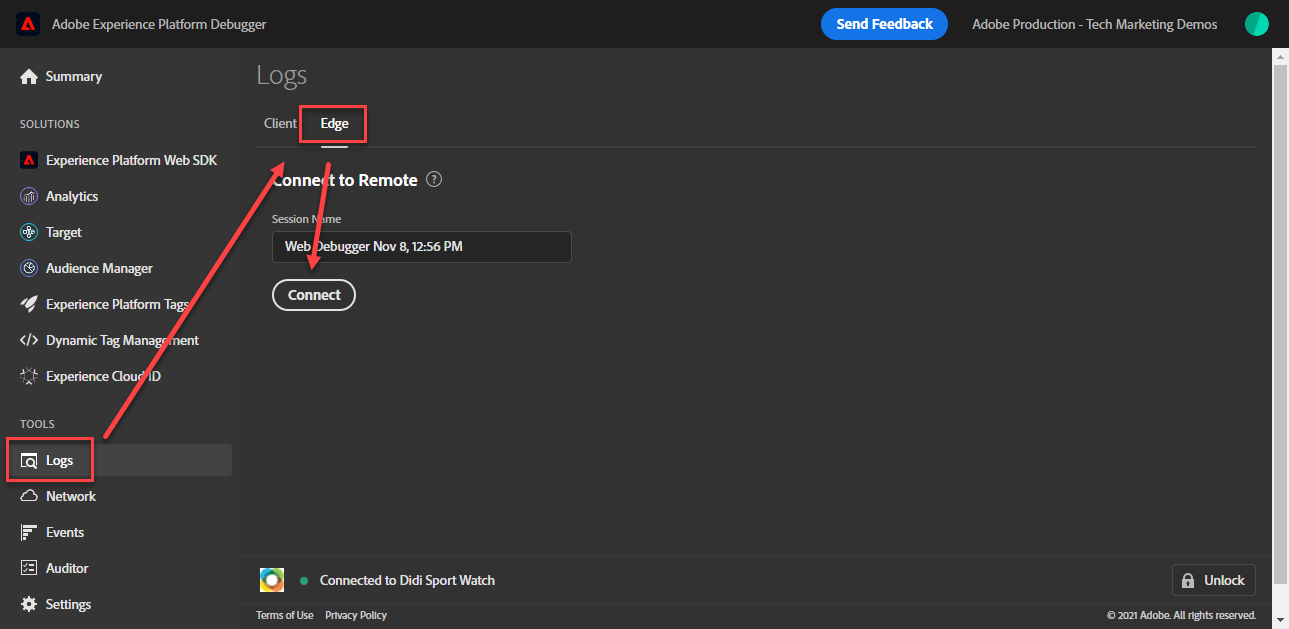 Adobe Experience Platform Debugger
Send Feedback
Adobe Production - Tech Marketing Demos
Summary
SOLUTIONS
Experience Platform Web SDK
Analytics
Target
Audience Manager
Experience Platform Tags
Dynamic Tag Management
Experience Cloud ID
TOOLS
Logs
Network
Events
Auditor
Settings
Logs
Client
Edge
Connect to Remote ?
Session Name
Web Debugger Nov 8, 12:56 PM
Connect
Connected to Didi Sport Watch
Unlock
Terms of Use Privacy Policy
© 2021 Adobe. All rights reserved.